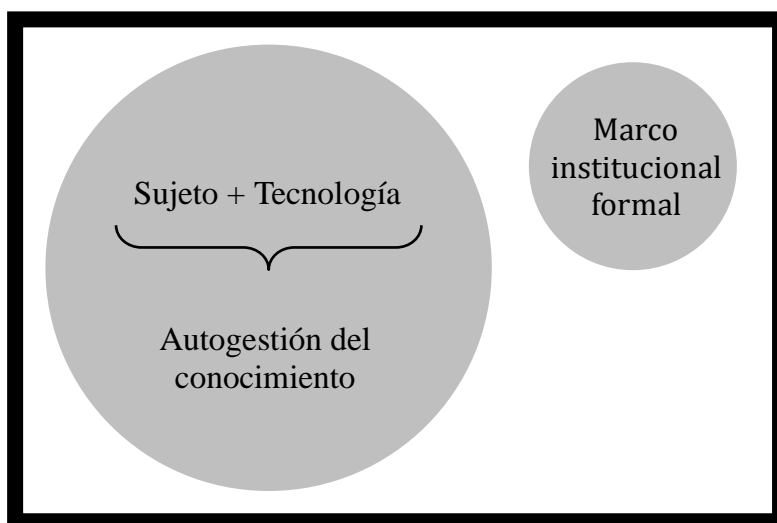 Sujeto + Tecnología
Autogestión del
conocimiento
Marco
institucional
formal